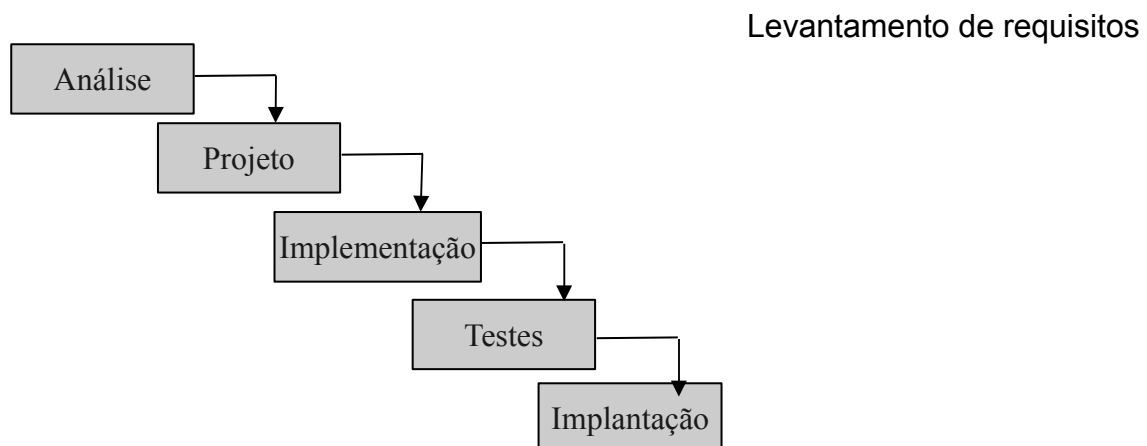 Levantamento de requisitos
Análise
Projeto
Implementação
Testes
Implantação